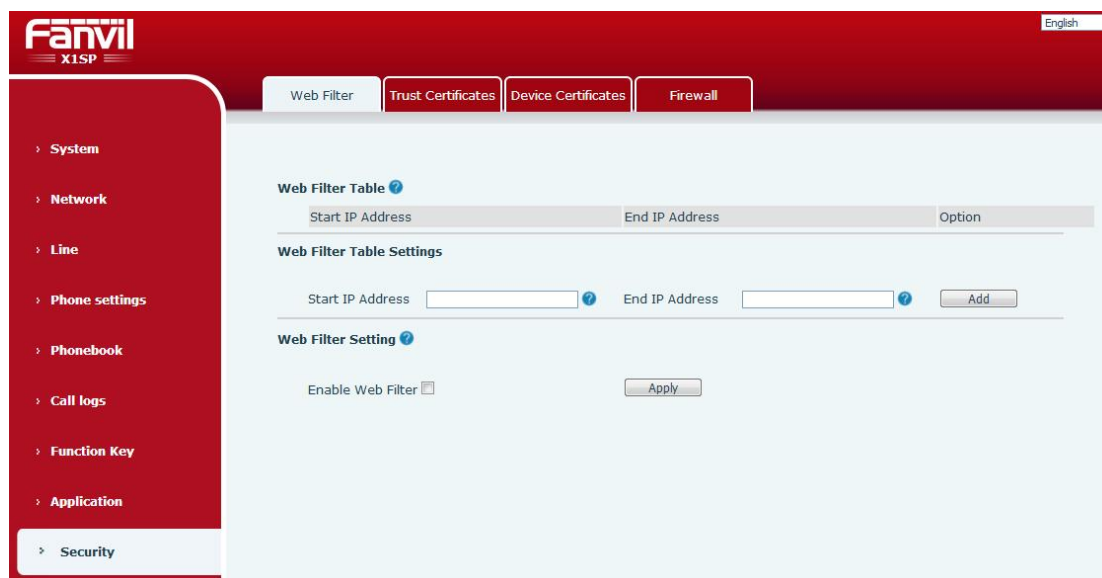 Fanvil
X1SP
English
Web Filter Trust Certificates Device Certificates Firewall
System
Network
Line
Phone settings
Phonebook
Call logs
Function Key
Application
Security
Web Filter Table ?
Start IP Address End IP Address Option
Web Filter Table Settings
Start IP Address ? End IP Address ? Add
Web Filter Setting ?
Enable Web Filter Apply